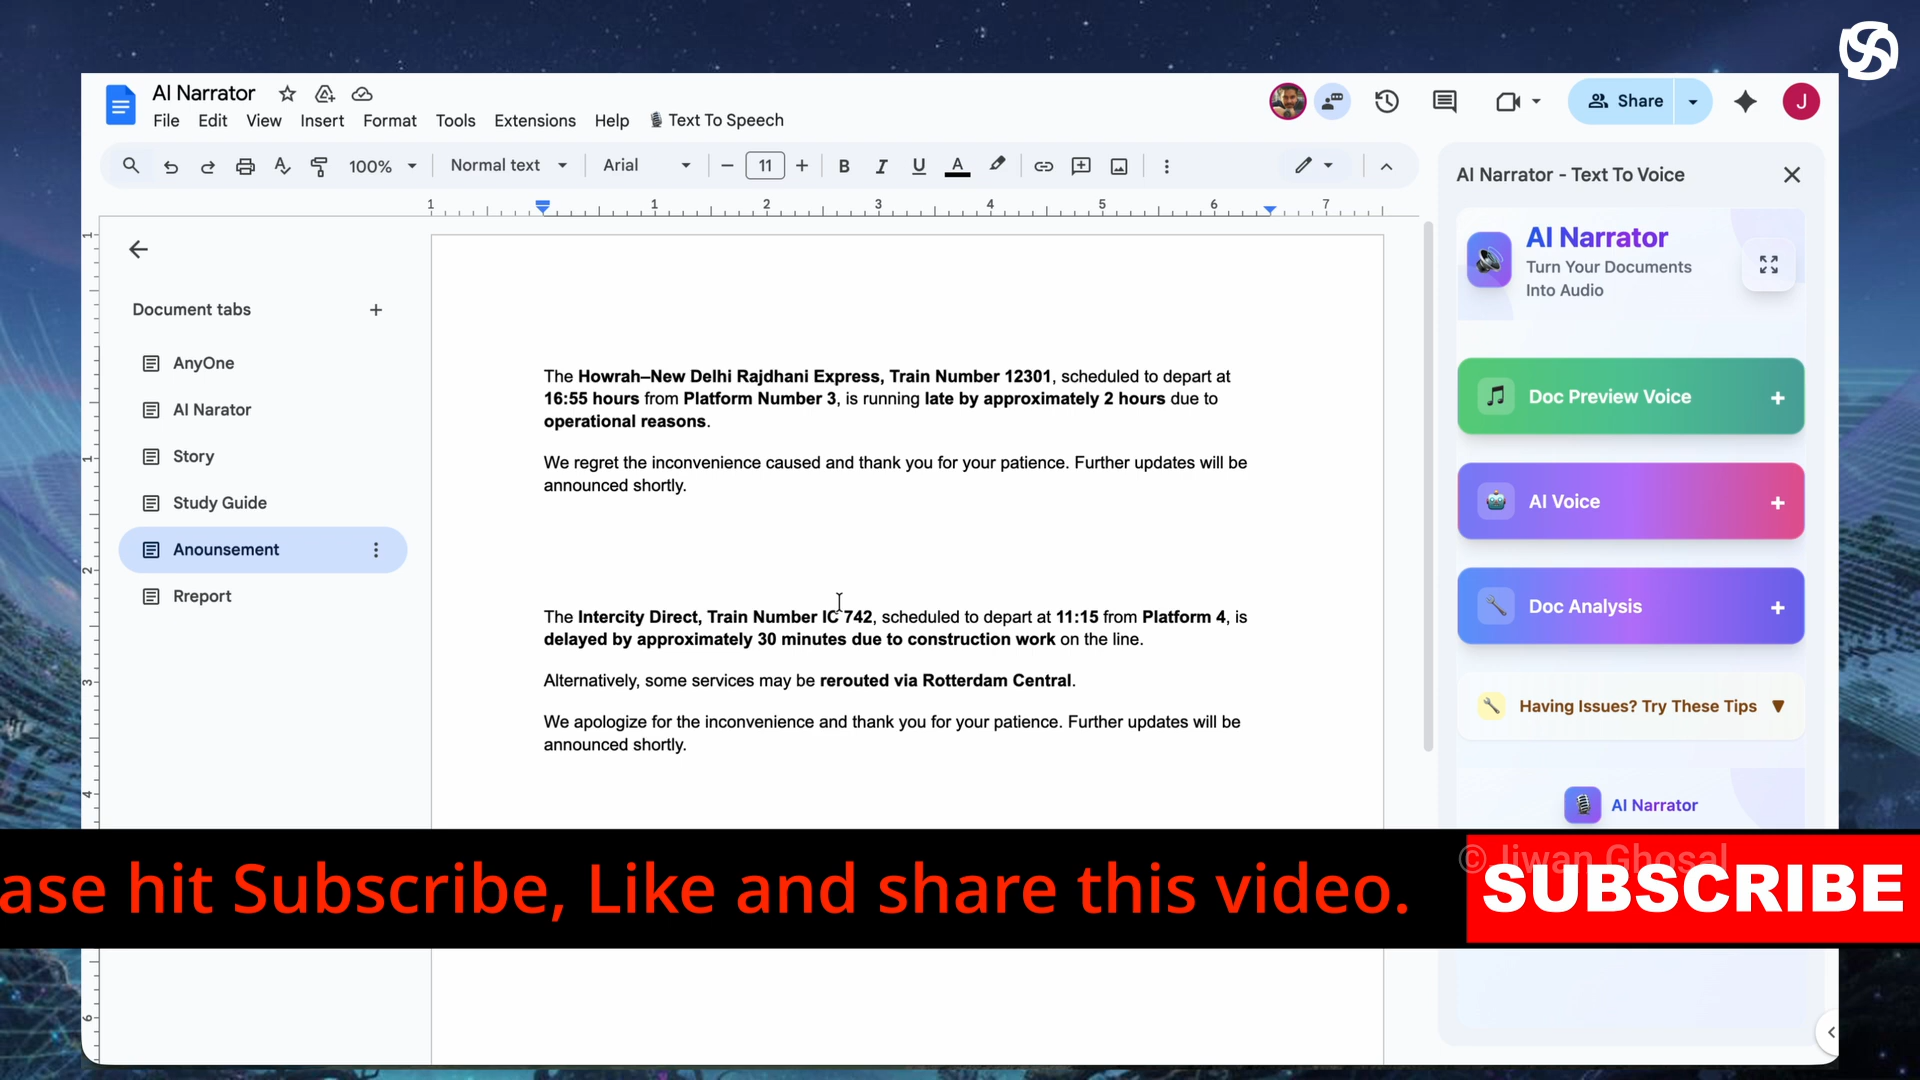 AI Narrator
File Edit View Insert Format Tools Extensions Help Text To Speech
Share
J
100% Normal text Arial 11 B I U A
1 1 2 3 4 5 6 7
AI Narrator - Text To Voice
AI Narrator
Turn Your Documents
Into Audio
Doc Preview Voice
AI Voice
Doc Analysis
Having Issues? Try These Tips
AI Narrator
Document tabs
AnyOne
AI Narator
Story
Study Guide
Anounsement
Rreport
1
1
2
3
4
6
The Howrah–New Delhi Rajdhani Express, Train Number 12301, scheduled to depart at
16:55 hours from Platform Number 3, is running late by approximately 2 hours due to
operational reasons.
We regret the inconvenience caused and thank you for your patience. Further updates will be
announced shortly.
The Intercity Direct, Train Number IC 742, scheduled to depart at 11:15 from Platform 4, is
delayed by approximately 30 minutes due to construction work on the line.
Alternatively, some services may be rerouted via Rotterdam Central.
We apologize for the inconvenience and thank you for your patience. Further updates will be
announced shortly.
ase hit Subscribe, Like and share this video.
© Jiwan Ghosal
SUBSCRIBE